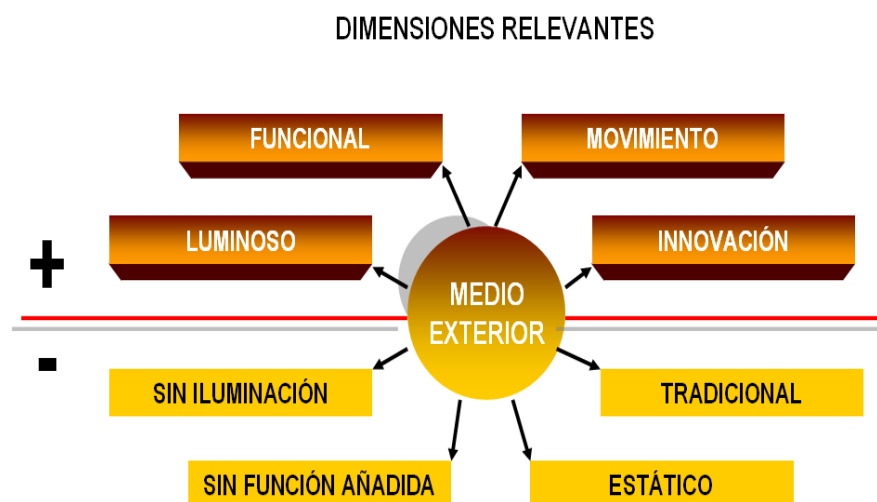 DIMENSIONES RELEVANTES
FUNCIONAL
MOVIMIENTO
LUMINOSO
INNOVACIÓN
+
MEDIO
EXTERIOR
-
SIN ILUMINACIÓN
TRADICIONAL
SIN FUNCIÓN AÑADIDA
ESTÁTICO